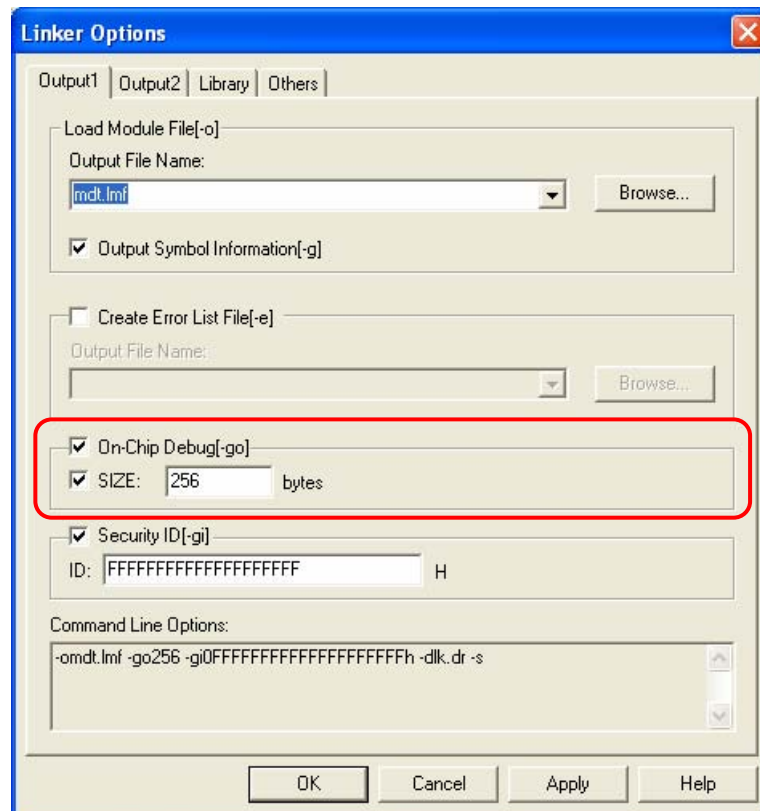 Linker Options
Output1 Output2 Library Others
Load Module File[-o]
Output File Name:
mdt.lmf
Browse...
Output Symbol Information[-g]
Create Error List File[-e]
Output File Name:
Browse...
On-Chip Debug[-go]
SIZE: 256 bytes
Security ID[-gi]
ID: FFFFFFFFFFFFFFFFFFFF H
Command Line Options:
-omdt.lmf -go256 -gi0FFFFFFFFFFFFFFFFFFFFh -dlk.dr -s
OK Cancel Apply Help